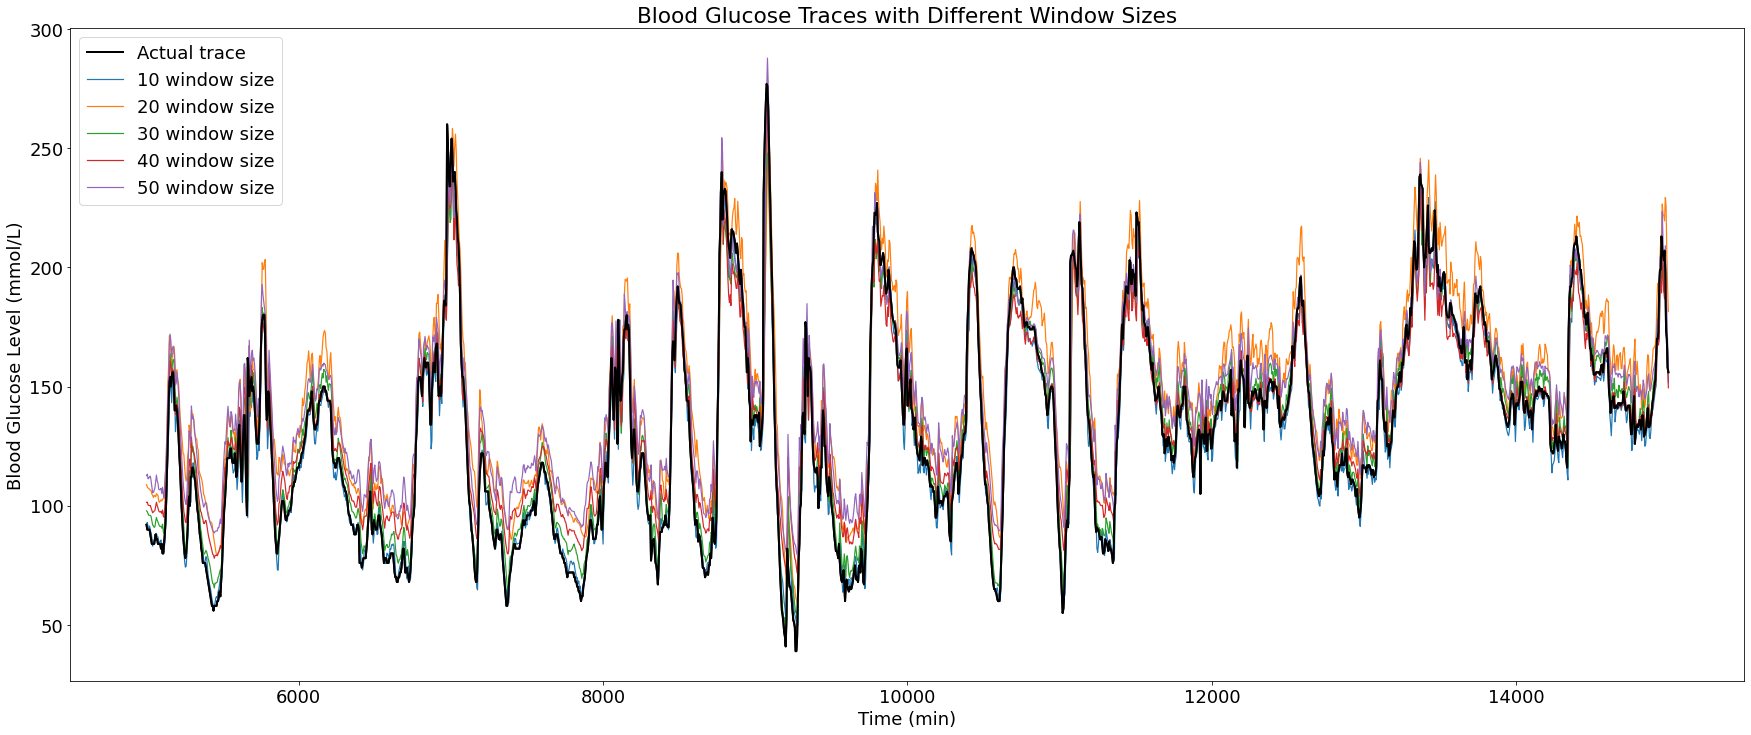 Blood Glucose Traces with Different Window Sizes
Blood Glucose Level (mmol/L)
300
250
200
150
100
50
Actual trace
10 window size
20 window size
30 window size
40 window size
50 window size
6000 8000 10000 12000 14000
Time (min)